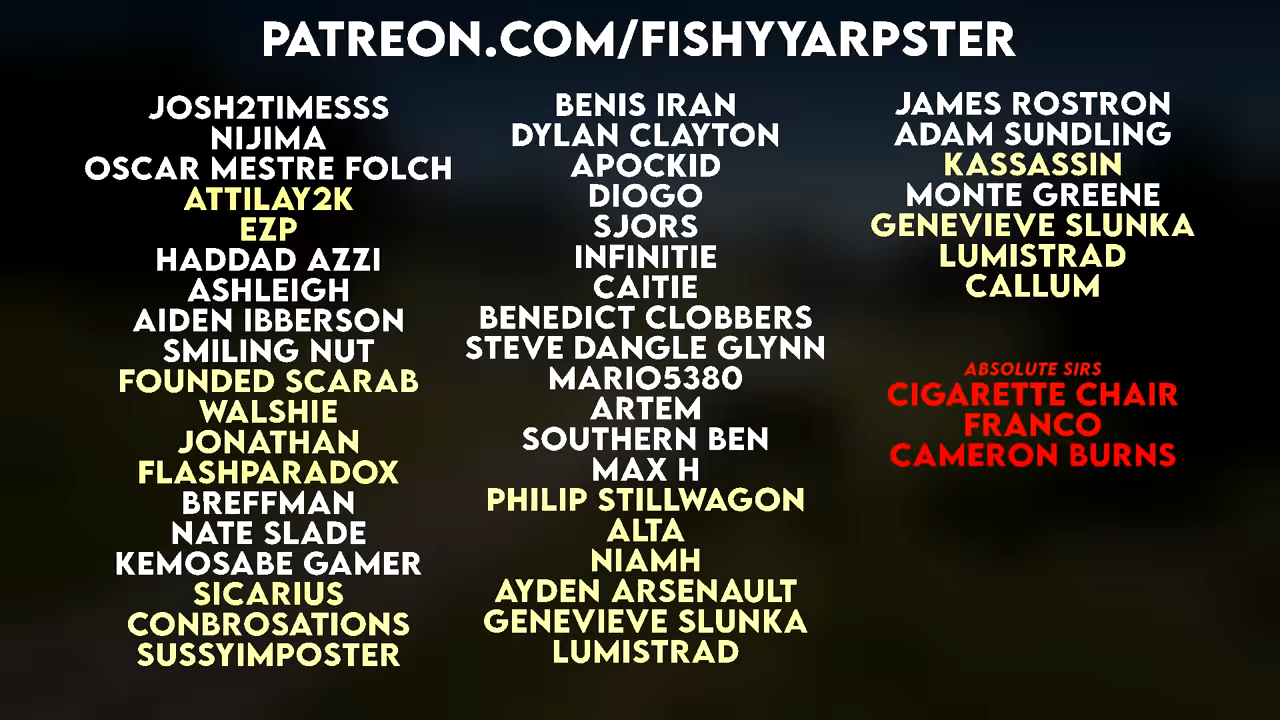 PATREON.COM/FISHYYARPSTER
JOSH2TIMESSS
NIJIMA
OSCAR MESTRE FOLCH
ATTILAY2K
EZP
HADDAD AZZI
ASHLEIGH
AIDEN IBBERSON
SMILING NUT
FOUNDED SCARAB
WALSHIE
JONATHAN
FLASHPARADOX
BREFFMAN
NATE SLADE
KEMOSABE GAMER
SICARIUS
CONBROSATIONS
SUSSYIMPOSTER
BENIS IRAN
DYLAN CLAYTON
APOCKID
DIOGO
SJORS
INFINITIE
CAITIE
BENEDICT CLOBBERS
STEVE DANGLE GLYNN
MARIO5380
ARTEM
SOUTHERN BEN
MAX H
PHILIP STILLWAGON
ALTA
NIAMH
AYDEN ARSENAULT
GENEVIEVE SLUNKA
LUMISTRAD
JAMES ROSTRON
ADAM SUNDLING
KASSASSIN
MONTE GREENE
GENEVIEVE SLUNKA
LUMISTRAD
CALLUM
ABSOLUTE SIRS
CIGARETTE CHAIR
FRANCO
CAMERON BURNS